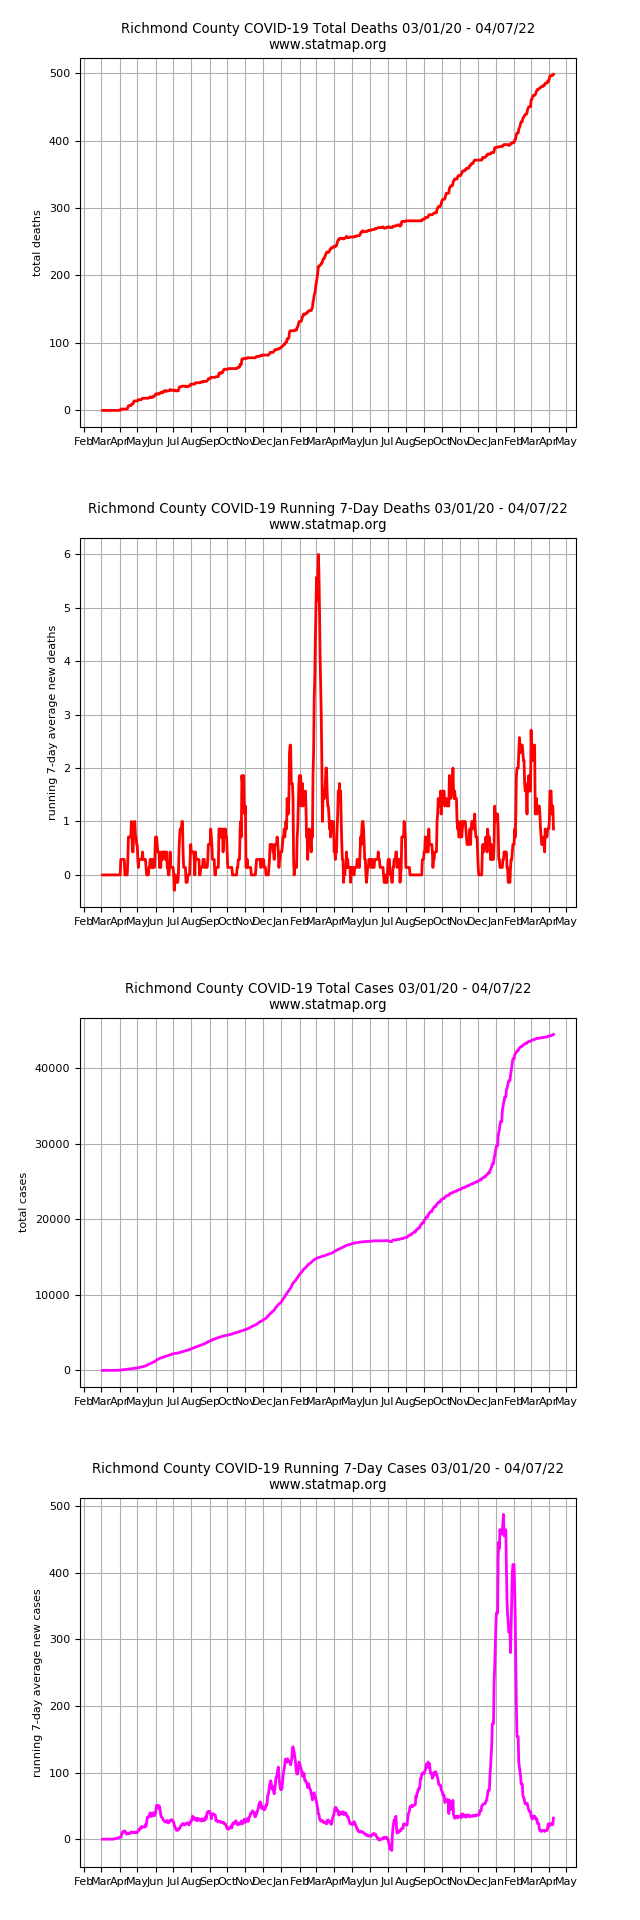 Richmond County COVID-19 Total Deaths 03/01/20 - 04/07/22
www.statmap.org
500
400
300
200
100
0
total deaths
Feb Mar Apr May Jun Jul Aug Sep Oct Nov Dec Jan Feb Mar Apr May Jun Jul Aug Sep Oct Nov Dec Jan Feb Mar Apr May
Richmond County COVID-19 Running 7-Day Deaths 03/01/20 - 04/07/22
www.statmap.org
6
5
4
3
2
1
0
running 7-day average new deaths
Feb Mar Apr May Jun Jul Aug Sep Oct Nov Dec Jan Feb Mar Apr May Jun Jul Aug Sep Oct Nov Dec Jan Feb Mar Apr May
Richmond County COVID-19 Total Cases 03/01/20 - 04/07/22
www.statmap.org
40000
30000
20000
10000
0
total cases
Feb Mar Apr May Jun Jul Aug Sep Oct Nov Dec Jan Feb Mar Apr May Jun Jul Aug Sep Oct Nov Dec Jan Feb Mar Apr May
Richmond County COVID-19 Running 7-Day Cases 03/01/20 - 04/07/22
www.statmap.org
500
400
300
200
100
0
running 7-day average new cases
Feb Mar Apr May Jun Jul Aug Sep Oct Nov Dec Jan Feb Mar Apr May Jun Jul Aug Sep Oct Nov Dec Jan Feb Mar Apr May